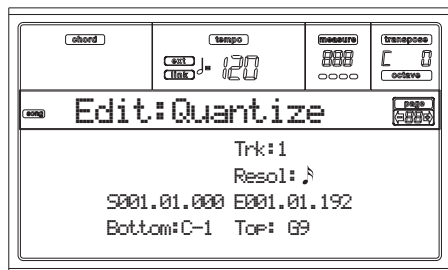 chord tempo measure transpose
ext link ♩= 120 888 C 0
octave
song Edit:Quantize page
Trk:1
Resol:♪
S001.01.000 E001.01.192
Bottom:C-1 Top: G9